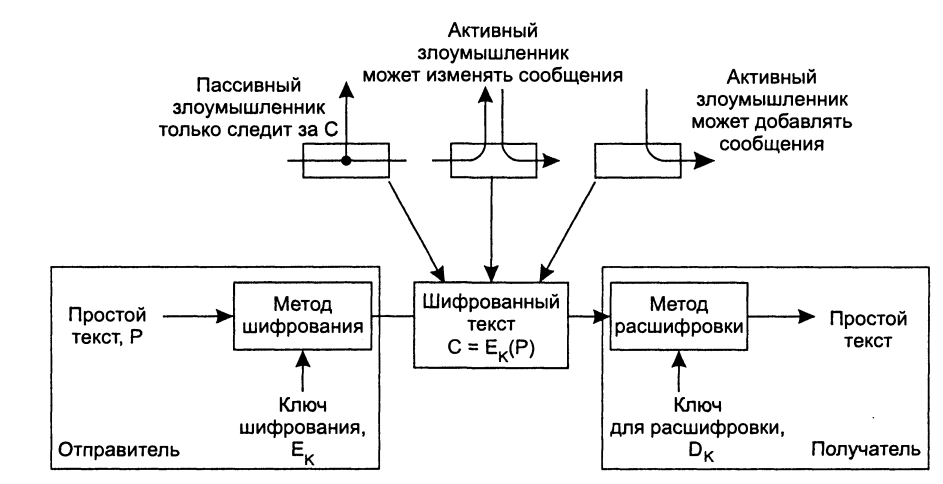 Активный
злоумышленник
может изменять сообщения
Пассивный
злоумышленник
только следит за C
Активный
злоумышленник
может добавлять
сообщения
Простой
текст, P
Метод
шифрования
Шифрованный
текст
C = E_K(P)
Метод
расшифровки
Простой
текст
Ключ
шифрования,
E_K
Ключ
для расшифровки,
D_K
Отправитель
Получатель